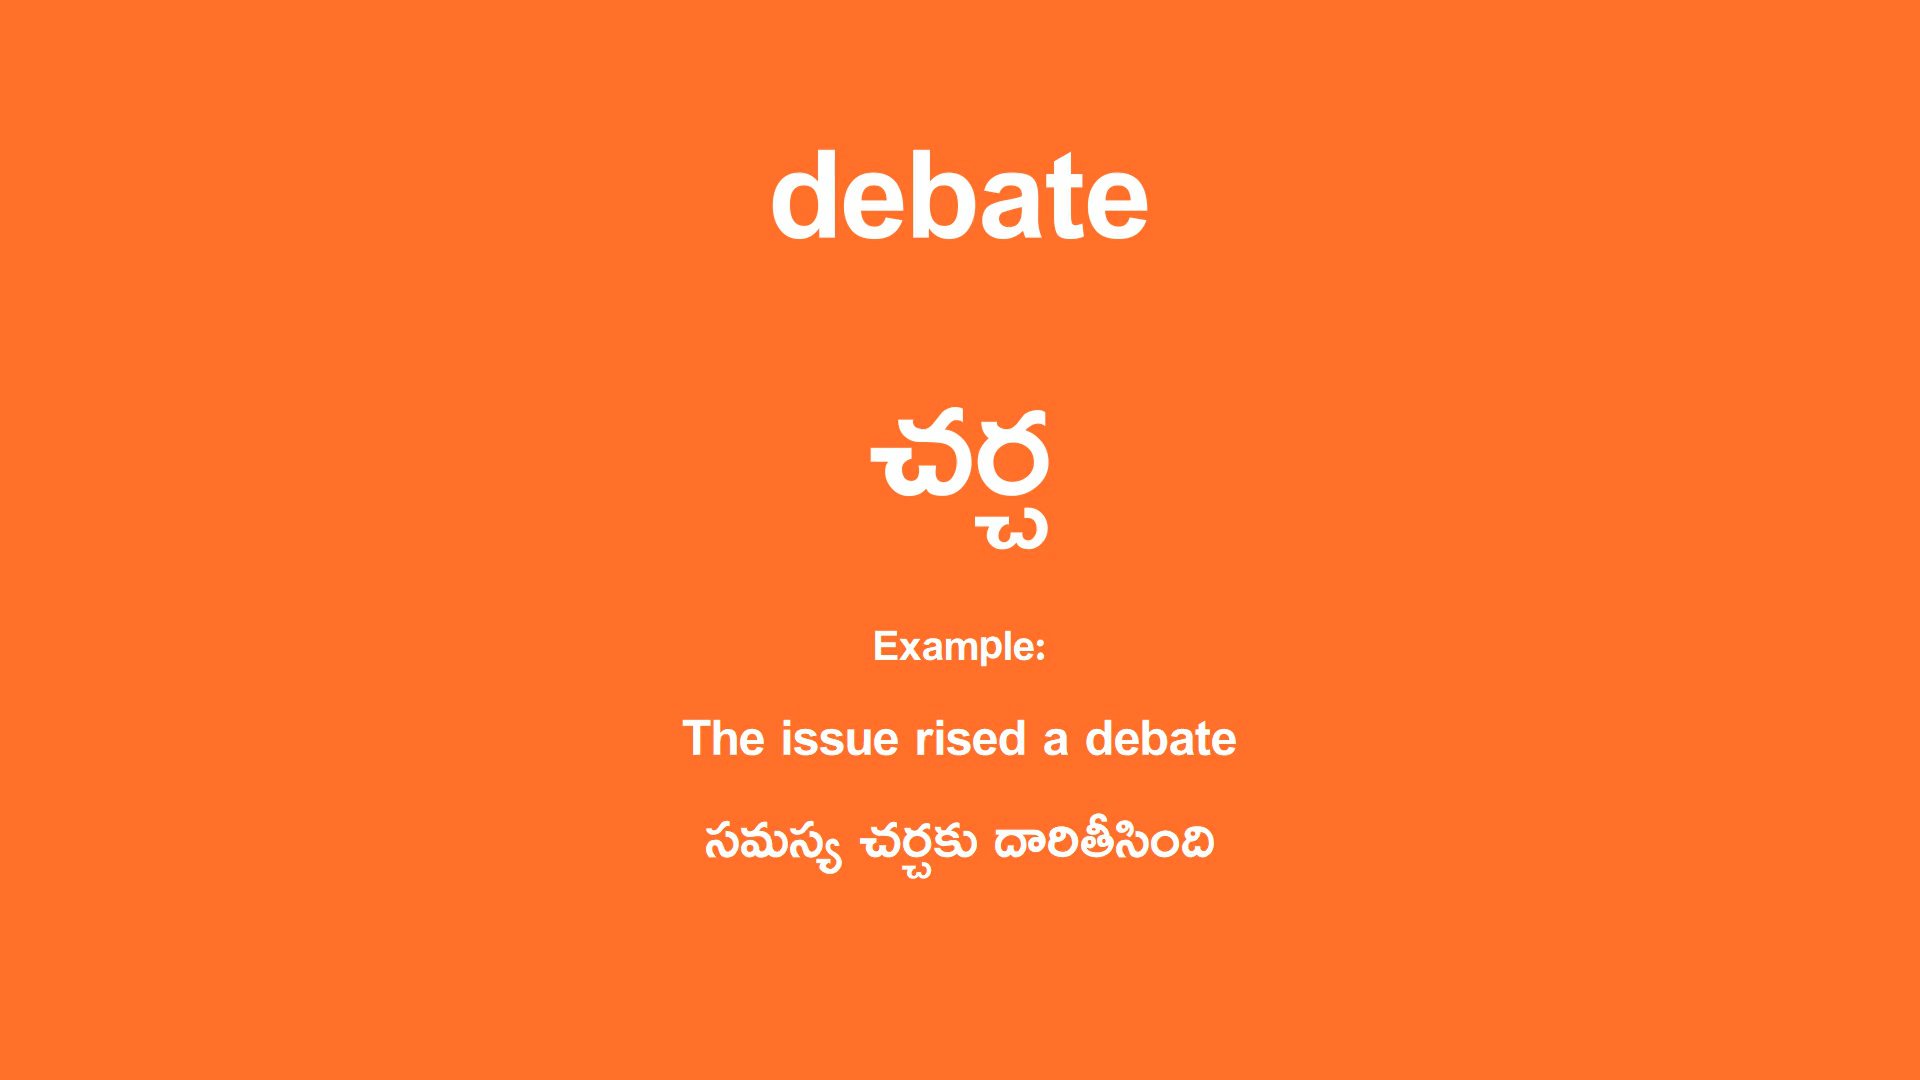 debate
చర్చ
Example:
The issue rised a debate
సమస్య చర్చకు దారితీసింది